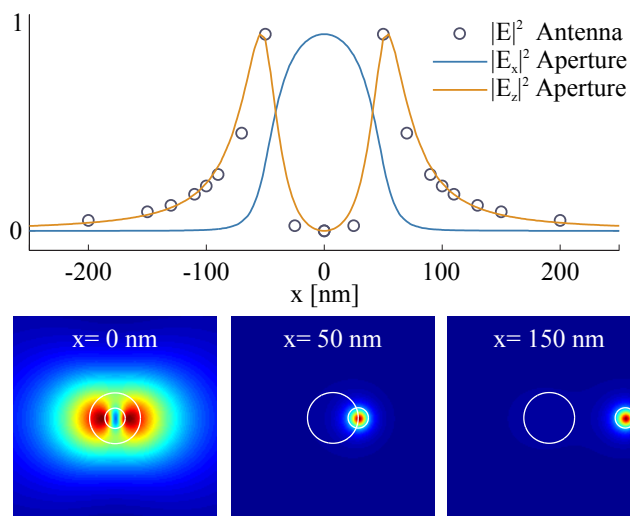 1
|E|² Antenna
|Eₓ|² Aperture
|E_z|² Aperture
0
-200 -100 0 100 200
x [nm]
x= 0 nm x= 50 nm x= 150 nm